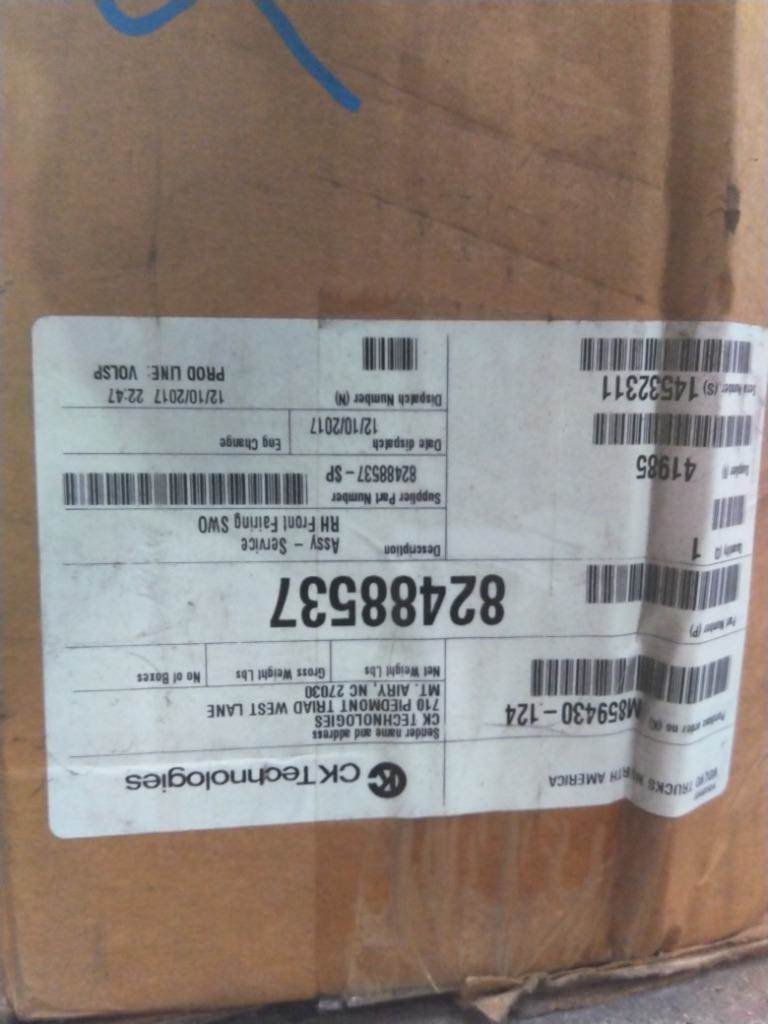 VOLVO TRUCKS NORTH AMERICA
CK Technologies
Purchase order no (K)
M859430-124
Sender name and address
CK TECHNOLOGIES
710 PIEDMONT TRIAD WEST LANE
MT. AIRY, NC 27030
Net Weight Lbs
Gross Weight Lbs
No of Boxes
Part Number (P)
82488537
Quantity (Q)
1
Description
Assy - Service
RH Front Fairing SWO
Supplier (V)
41985
Supplier Part Number
82488537-SP
Date dispatch
12/10/2017
Eng Change
Serial Number (S) 14532311
Dispatch Number (N)
12/10/2017 22:47
PROD LINE: VOLSP